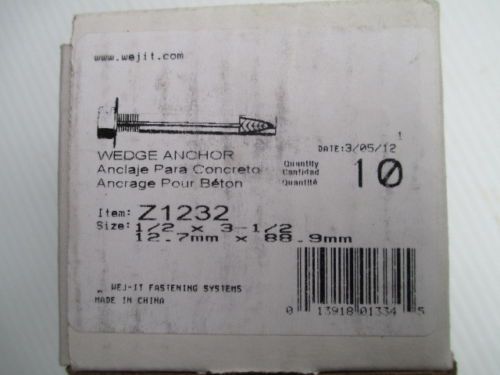 www.wejit.com
1
DATE:3/05/12
WEDGE ANCHOR
Anclaje Para Concreto
Ancrage Pour Béton
Quantity
Cantidad
Quantité
10
Item: Z1232
Size: 1/2 x 3-1/2
12.7mm x 88.9mm
WEJ-IT FASTENING SYSTEMS
MADE IN CHINA
0 13918 01334 5